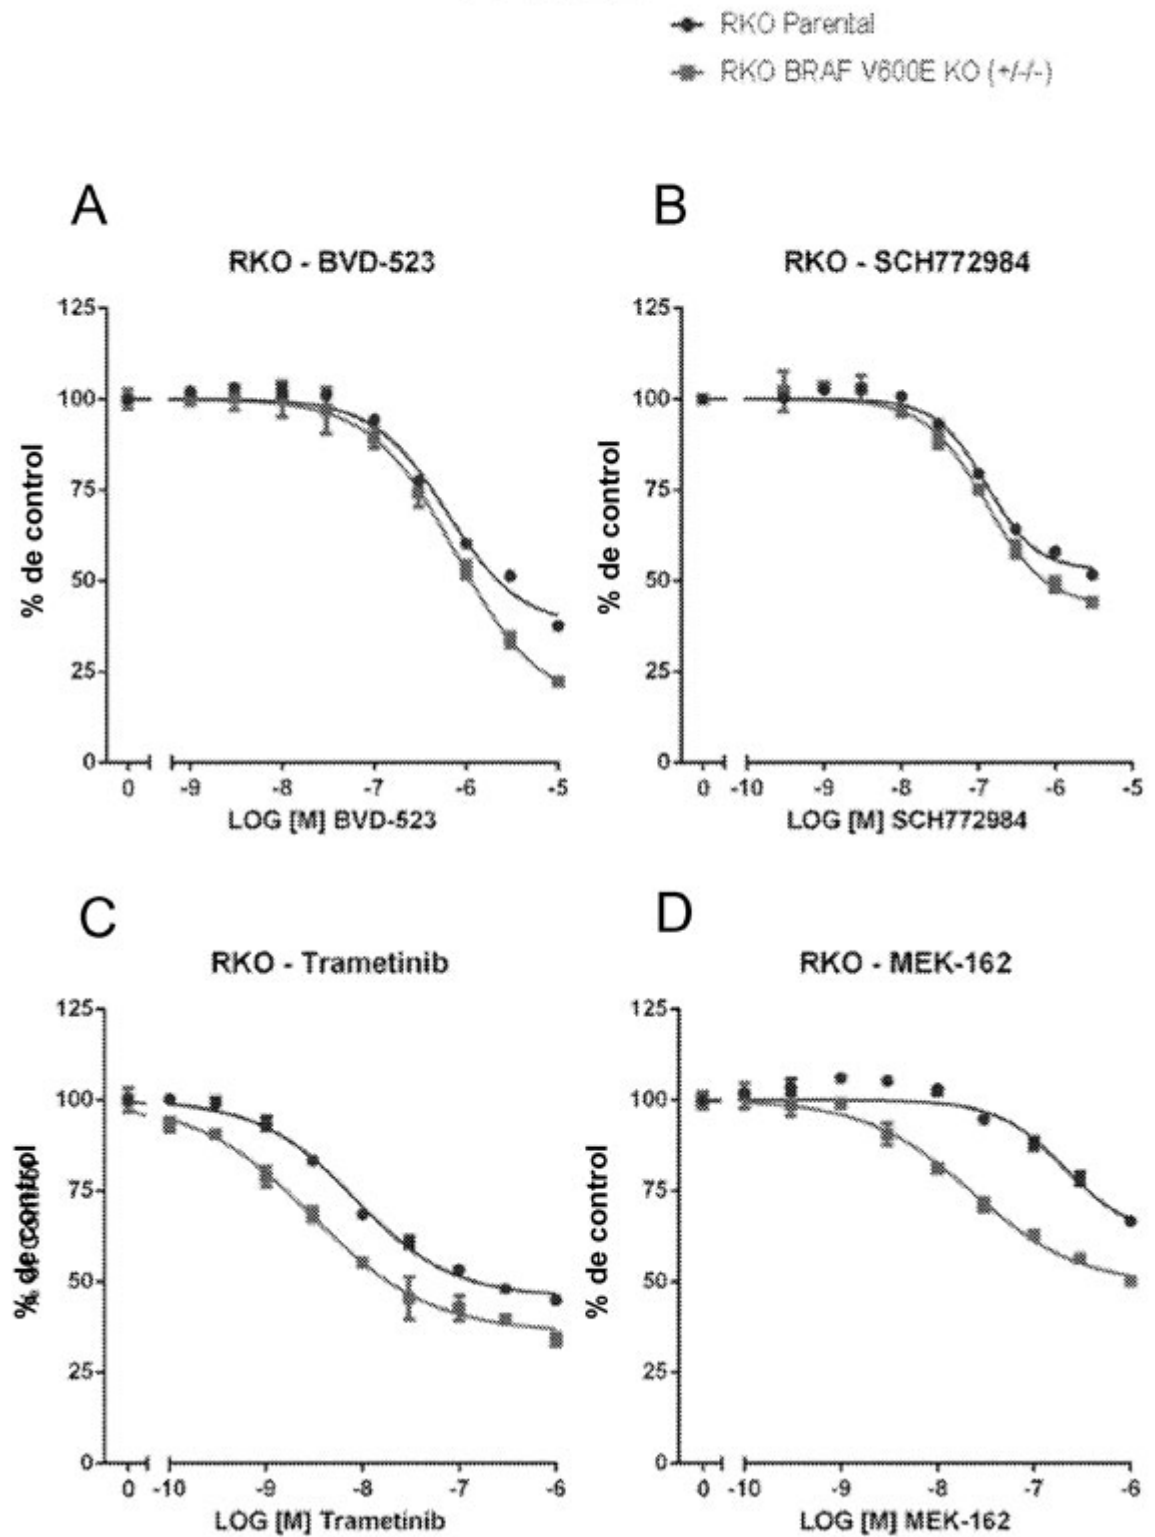 RKO Parental
RKO BRAF V600E KO (+/-/-)
A
B
RKO - BVD-523
RKO - SCH772984
125
100
75
50
25
0
% de control
0 -9 -8 -7 -6 -5
LOG [M] BVD-523
125
100
75
50
25
0
% de control
0 -10 -9 -8 -7 -6 -5
LOG [M] SCH772984
C
D
RKO - Trametinib
RKO - MEK-162
125
100
75
50
25
0
% de control
0 -10 -9 -8 -7 -6
LOG [M] Trametinib
125
100
75
50
25
0
% de control
0 -10 -9 -8 -7 -6
LOG [M] MEK-162